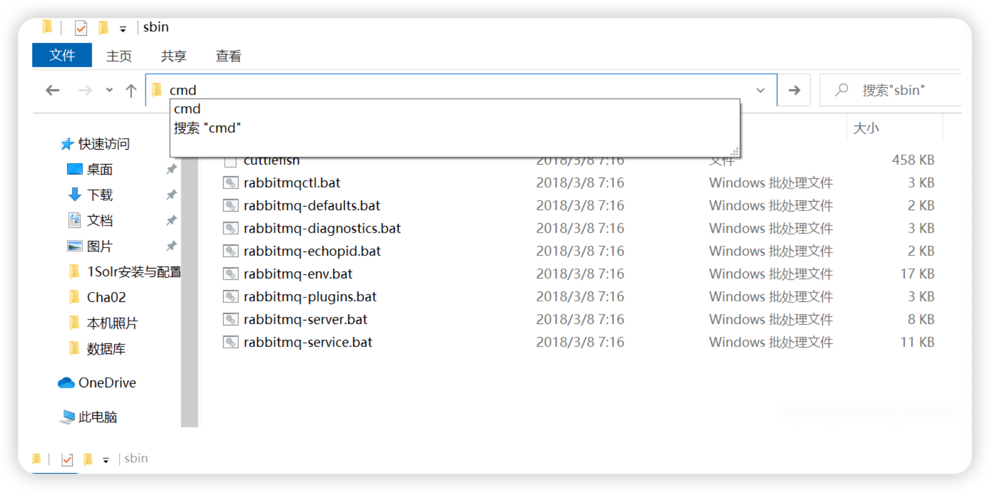 sbin
文件 主页 共享 查看
cmd 搜索"sbin"
cmd
搜索 "cmd"
大小
快速访问
桌面
下载
文档
图片
1Solr安装与配置
Cha02
本机照片
数据库
OneDrive
此电脑
cuttlefish 2018/3/8 7:16 文件 458 KB
rabbitmqctl.bat 2018/3/8 7:16 Windows 批处理文件 3 KB
rabbitmq-defaults.bat 2018/3/8 7:16 Windows 批处理文件 2 KB
rabbitmq-diagnostics.bat 2018/3/8 7:16 Windows 批处理文件 3 KB
rabbitmq-echopid.bat 2018/3/8 7:16 Windows 批处理文件 2 KB
rabbitmq-env.bat 2018/3/8 7:16 Windows 批处理文件 17 KB
rabbitmq-plugins.bat 2018/3/8 7:16 Windows 批处理文件 3 KB
rabbitmq-server.bat 2018/3/8 7:16 Windows 批处理文件 8 KB
rabbitmq-service.bat 2018/3/8 7:16 Windows 批处理文件 11 KB
sbin